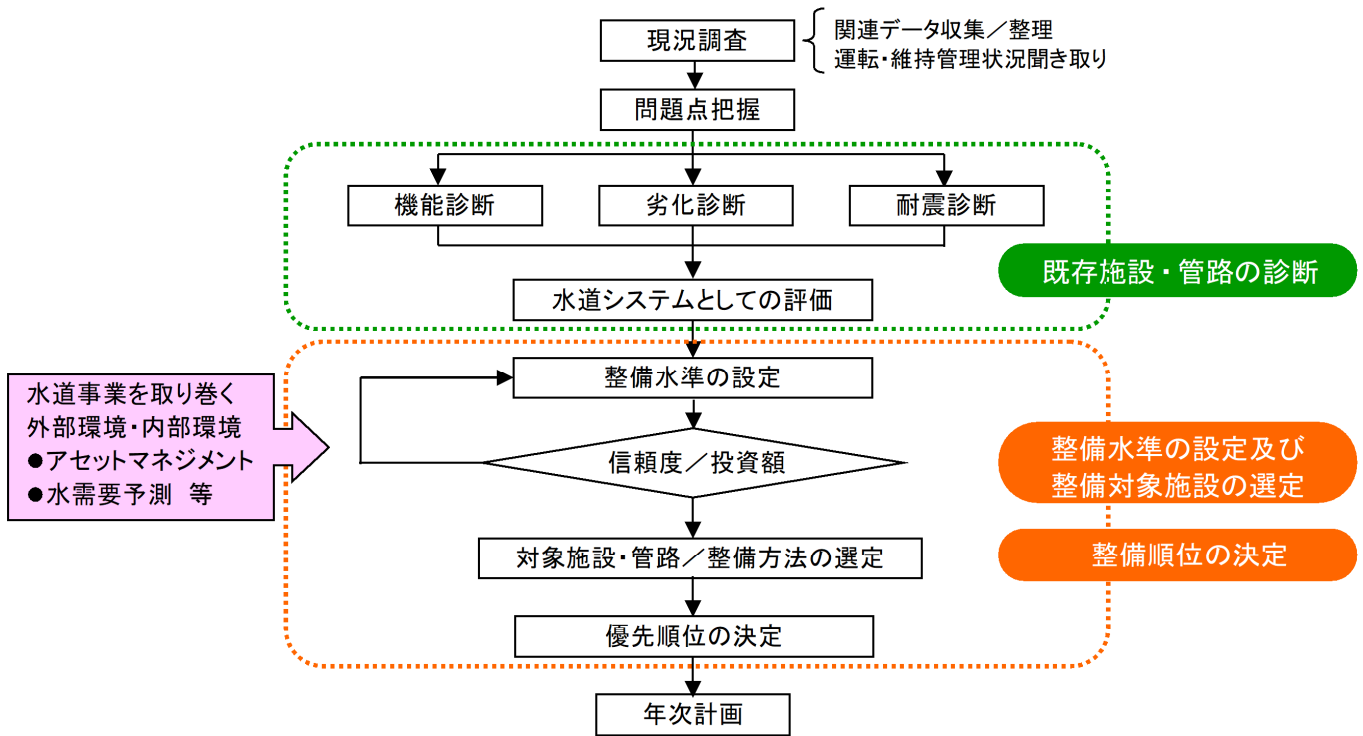 現況調査
関連データ収集／整理
運転・維持管理状況聞き取り
問題点把握
機能診断
劣化診断
耐震診断
既存施設・管路の診断
水道システムとしての評価
整備水準の設定
水道事業を取り巻く
外部環境・内部環境
●アセットマネジメント
●水需要予測　等
信頼度／投資額
整備水準の設定及び
整備対象施設の選定
対象施設・管路／整備方法の選定
整備順位の決定
優先順位の決定
年次計画